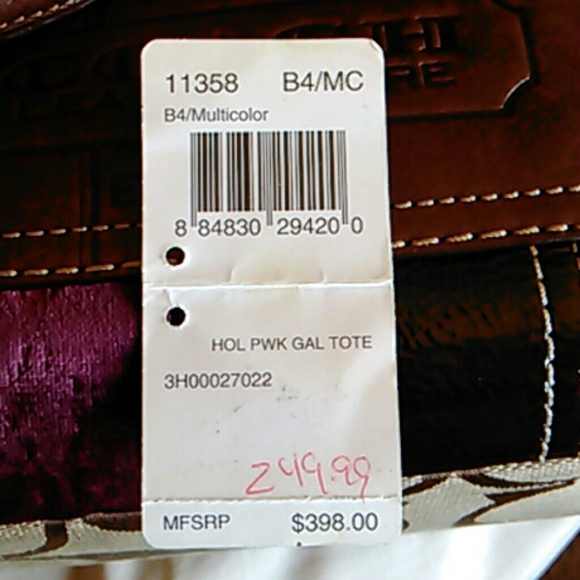 11358 B4/MC
B4/Multicolor
8 84830 29420 0
HOL PWK GAL TOTE
3H00027022
249.99
MFSRP $398.00